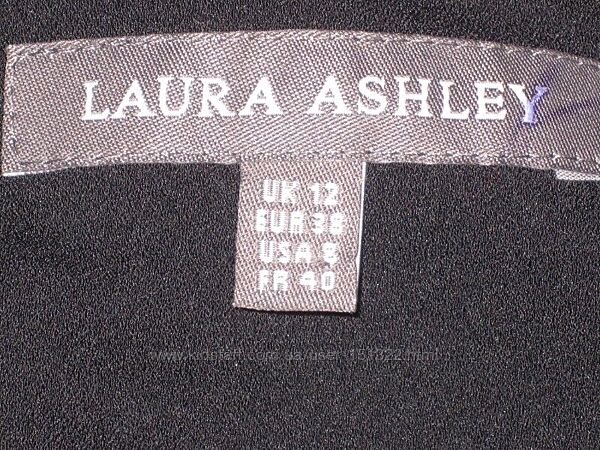 LAURA ASHLEY
UK 12
EUR 38
USA 8
FR 40